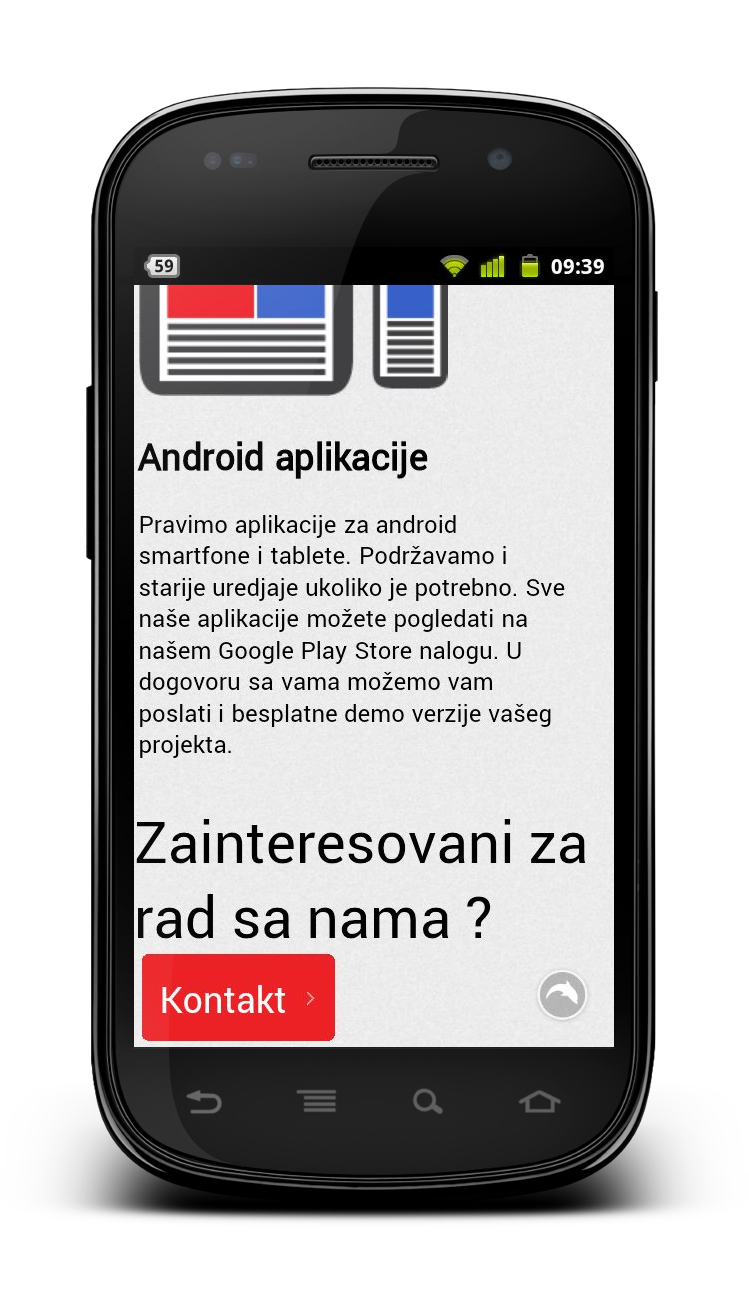 59
09:39
Android aplikacije
Pravimo aplikacije za android
smartfone i tablete. Podržavamo i
starije uredjaje ukoliko je potrebno. Sve
naše aplikacije možete pogledati na
našem Google Play Store nalogu. U
dogovoru sa vama možemo vam
poslati i besplatne demo verzije vašeg
projekta.
Zainteresovani za
rad sa nama ?
Kontakt